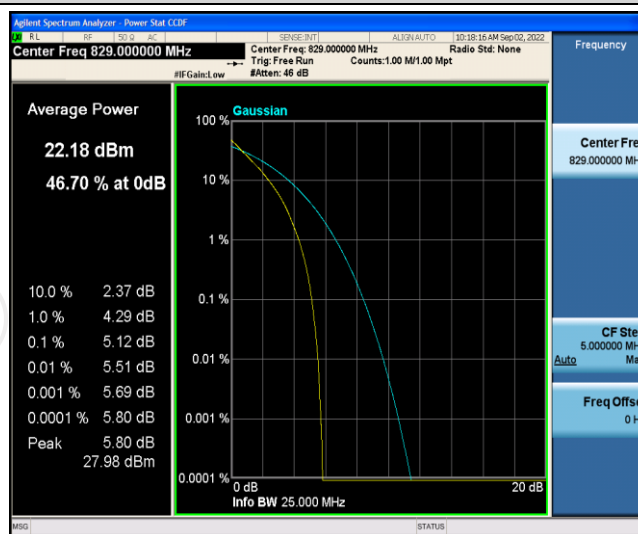 Agilent Spectrum Analyzer - Power Stat CCDF
RL RF 50 Ω AC SENSE:INT ALIGN AUTO 10:18:16 AM Sep 02, 2022
Center Freq 829.000000 MHz
Center Freq: 829.000000 MHz Radio Std: None
Trig: Free Run Counts:1.00 M/1.00 Mpt
#IFGain:Low #Atten: 46 dB
Frequency
Average Power
22.18 dBm
46.70 % at 0dB
10.0 % 2.37 dB
1.0 % 4.29 dB
0.1 % 5.12 dB
0.01 % 5.51 dB
0.001 % 5.69 dB
0.0001 % 5.80 dB
Peak 5.80 dB
27.98 dBm
Gaussian
100 %
10 %
1 %
0.1 %
0.01 %
0.001 %
0.0001 %
0 dB 20 dB
Info BW 25.000 MHz
Center Fre
829.000000 MH
CF Ste
5.000000 MH
Auto Ma
Freq Offse
0 H
MSG STATUS